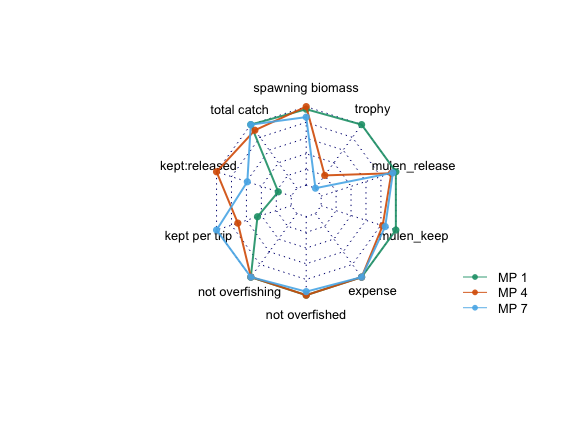 spawning biomass
total catch
trophy
kept:released
mulen_release
kept per trip
mulen_keep
not overfishing
expense
not overfished
MP 1
MP 4
MP 7